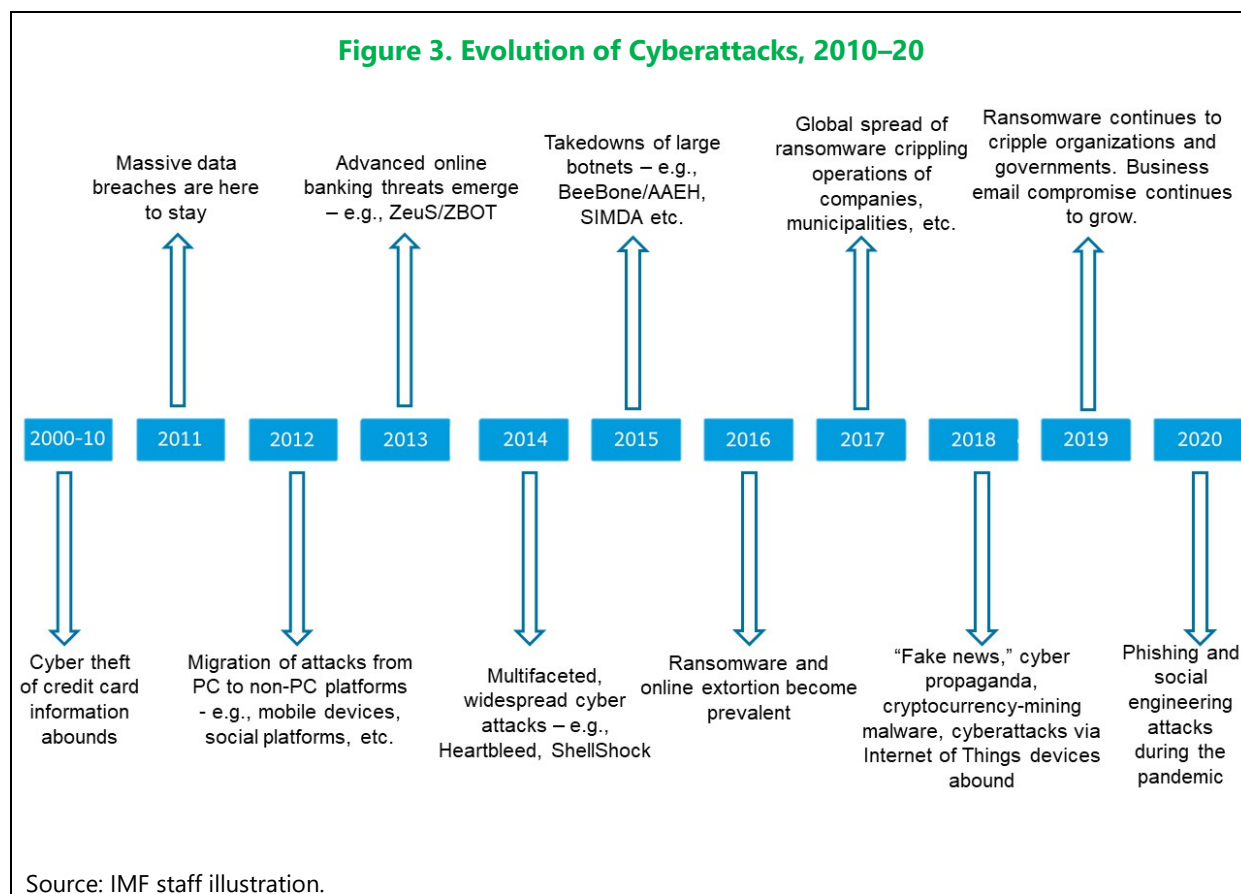 Figure 3. Evolution of Cyberattacks, 2010–20
Massive data
breaches are here
to stay
Advanced online
banking threats emerge
– e.g., ZeuS/ZBOT
Takedowns of large
botnets – e.g.,
BeeBone/AAEH,
SIMDA etc.
Global spread of
ransomware crippling
operations of
companies,
municipalities, etc.
Ransomware continues to
cripple organizations and
governments. Business
email compromise continues
to grow.
2000-10 2011 2012 2013 2014 2015 2016 2017 2018 2019 2020
Cyber theft
of credit card
information
abounds
Migration of attacks from
PC to non-PC platforms
- e.g., mobile devices,
social platforms, etc.
Multifaceted,
widespread cyber
attacks – e.g.,
Heartbleed, ShellShock
Ransomware and
online extortion become
prevalent
“Fake news,” cyber
propaganda,
cryptocurrency-mining
malware, cyberattacks via
Internet of Things devices
abound
Phishing and
social
engineering
attacks
during the
pandemic
Source: IMF staff illustration.